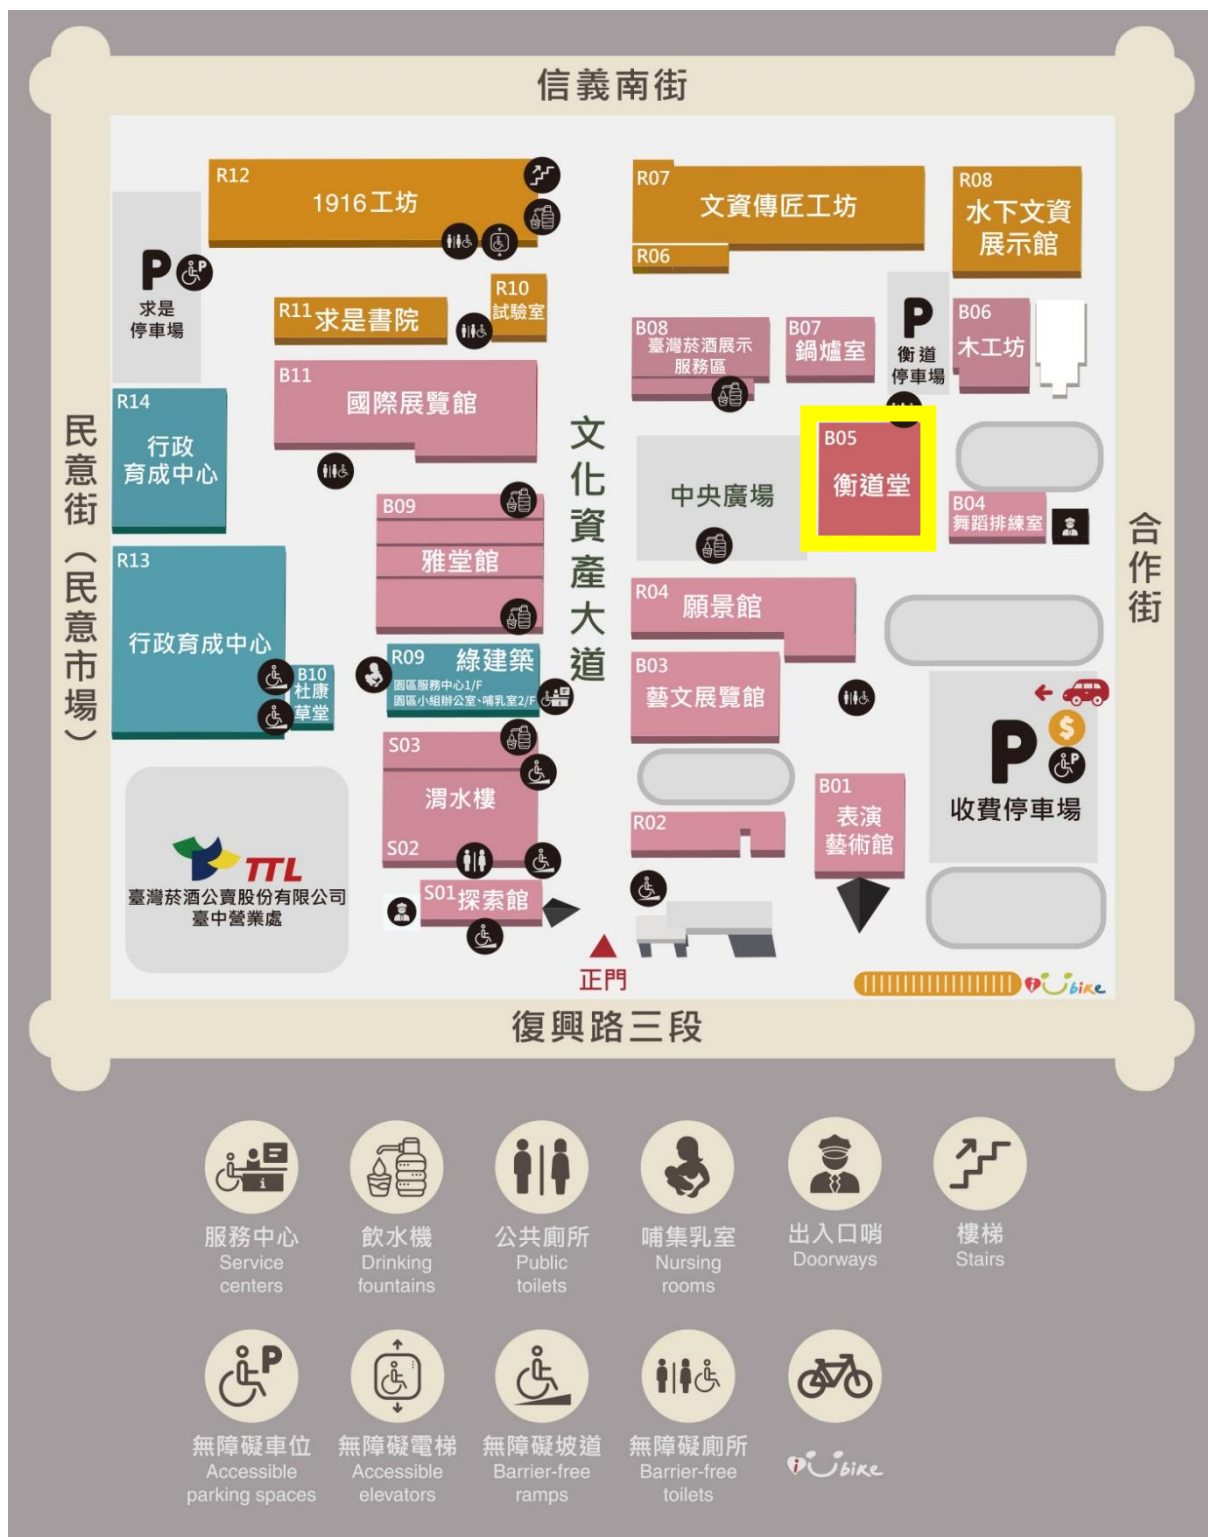 信義南街
R12
1916工坊
R07
文資傳匠工坊
R06
R08
水下文資
展示館
P
P
求是
停車場
R11 求是書院
R10
試驗室
B08
臺灣菸酒展示
服務區
B07
鍋爐室
P
衡道
停車場
B06
木工坊
B11
國際展覽館
R14
行政
育成中心
民意街（民意市場）
文化資產大道
中央廣場
B05
衡道堂
B04
舞蹈排練室
合作街
B09
雅堂館
R13
行政育成中心
B10
杜康
草堂
R09 綠建築
園區服務中心1/F
園區小組辦公室、哺乳室2/F
R04 願景館
B03
藝文展覽館
S03
渭水樓
S02
R02
B01
表演
藝術館
$
P
P
收費停車場
TTL
臺灣菸酒公賣股份有限公司
臺中營業處
S01 探索館
正門
i Ubike
復興路三段
i
服務中心
Service
centers
飲水機
Drinking
fountains
公共廁所
Public
toilets
哺集乳室
Nursing
rooms
出入口哨
Doorways
樓梯
Stairs
P
無障礙車位
Accessible
parking spaces
無障礙電梯
Accessible
elevators
無障礙坡道
Barrier-free
ramps
無障礙廁所
Barrier-free
toilets
i Ubike